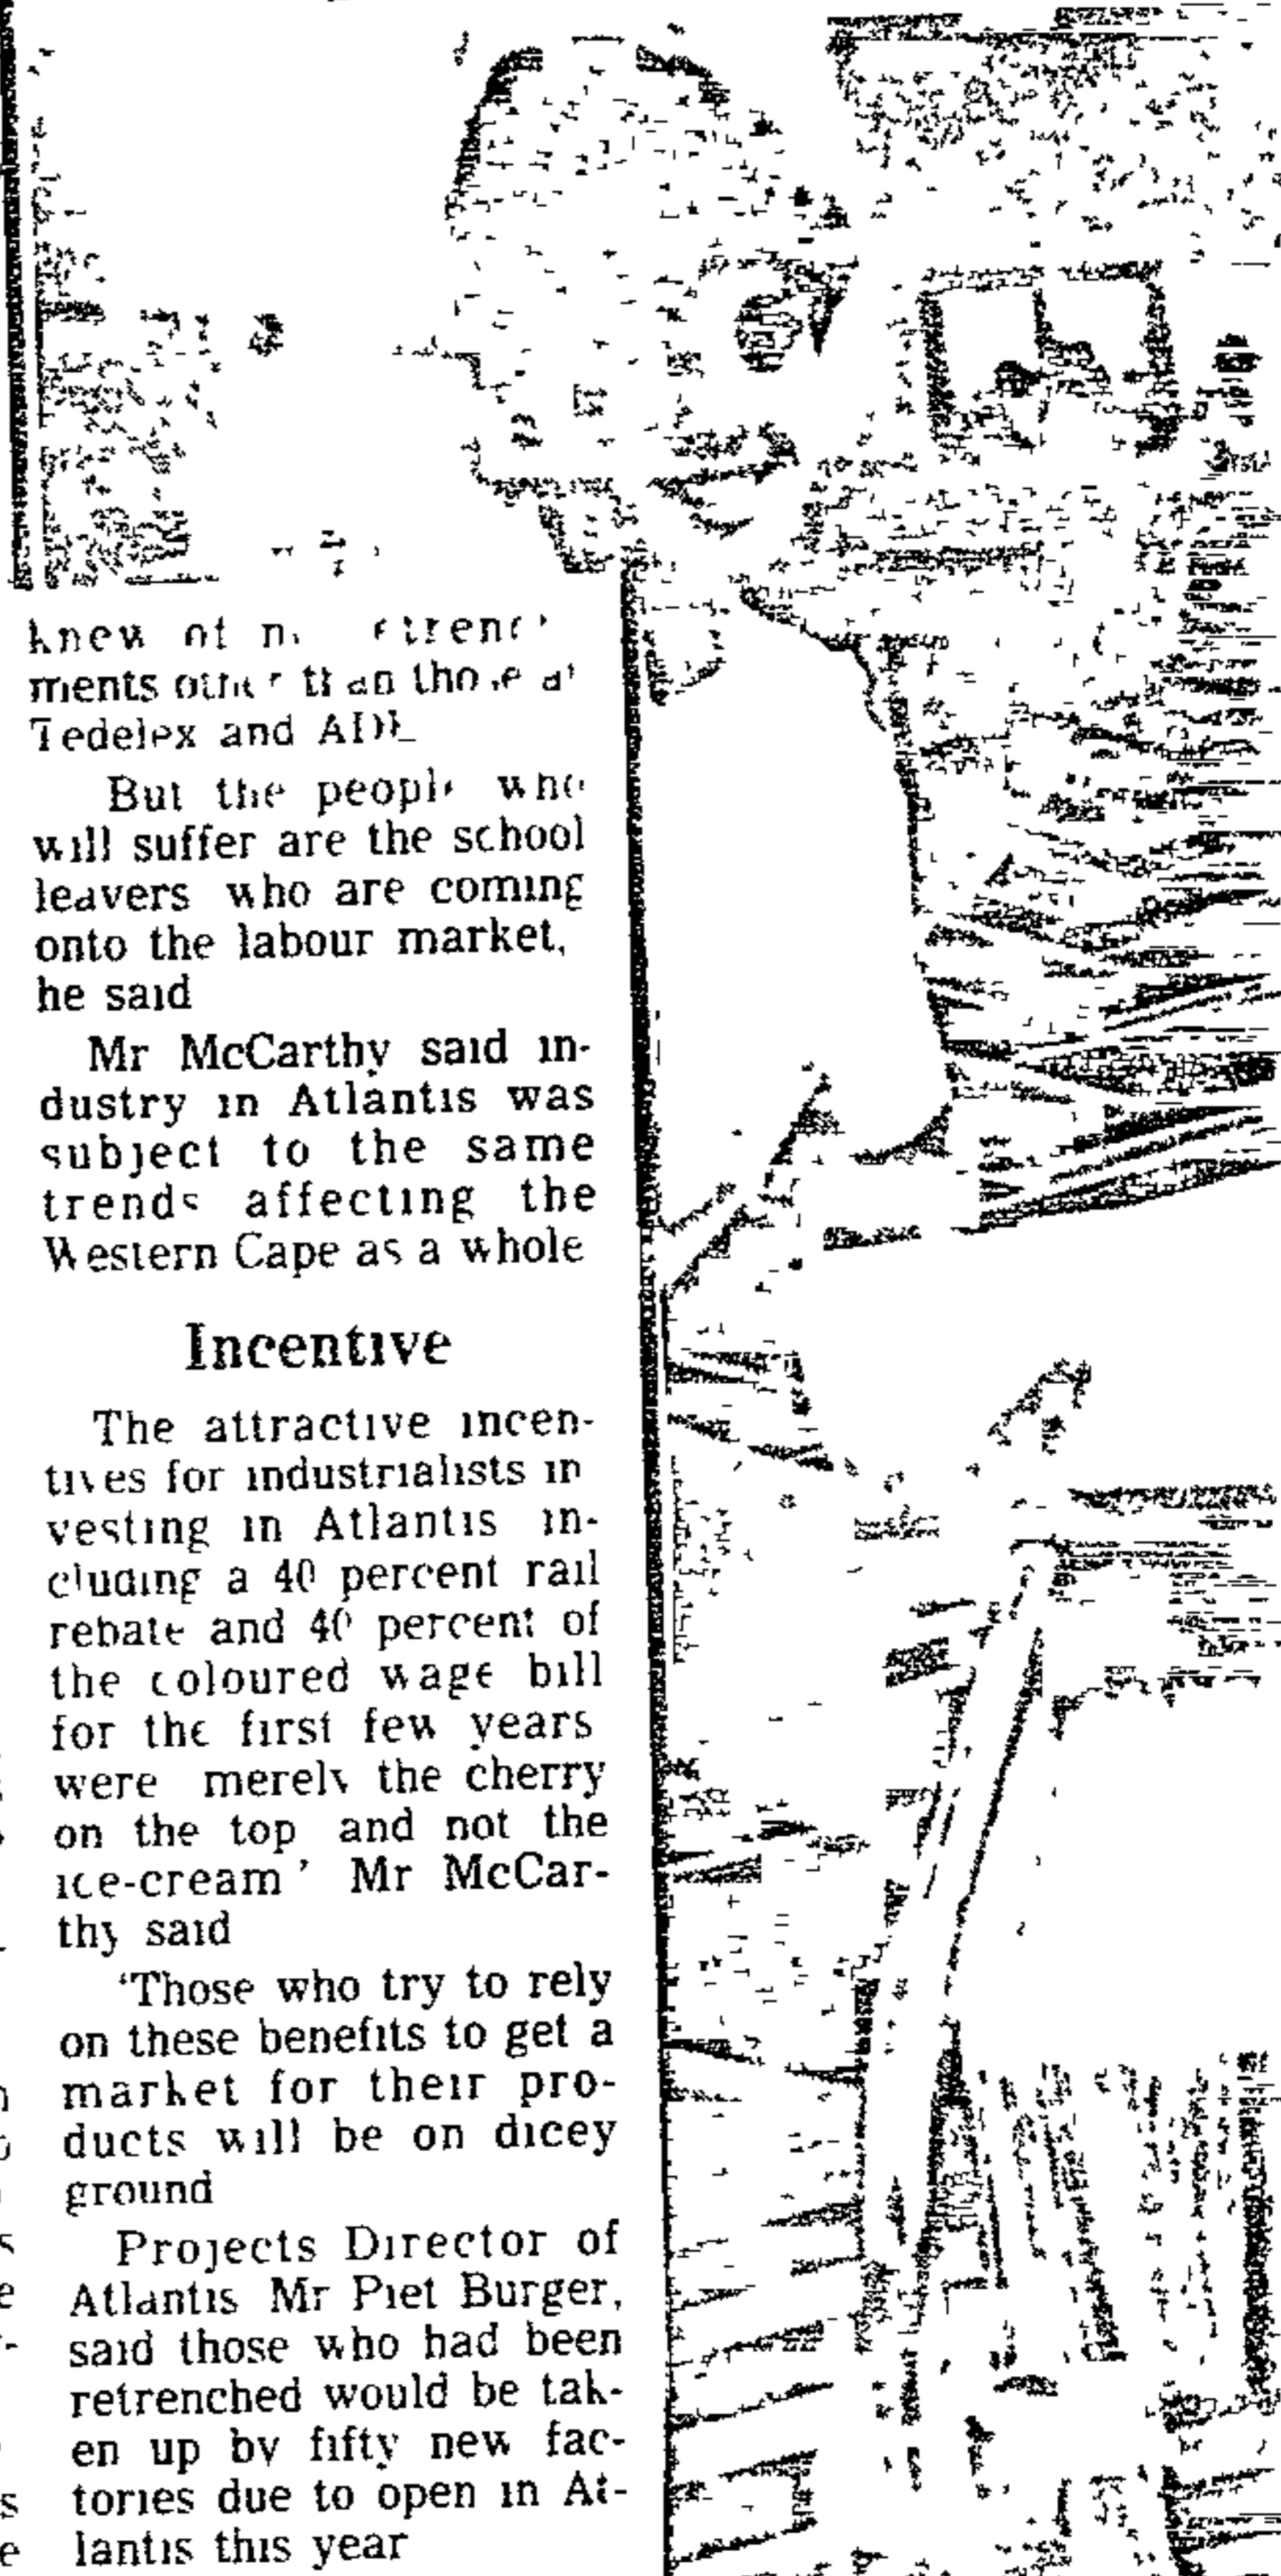 knew of
ments other than those at
Tedelex and ADE
But the people who
will suffer are the school
leavers who are coming
onto the labour market,
he said
Mr McCarthy said in-
dustry in Atlantis was
subject to the same
trends affecting the
Western Cape as a whole
Incentive
The attractive incen-
tives for industrialists in
vesting in Atlantis in-
cluding a 40 percent rail
rebate and 40 percent of
the coloured wage bill
for the first few years
were merely the cherry
on the top and not the
ice-cream ' Mr McCar-
thy said
'Those who try to rely
on these benefits to get a
market for their pro-
ducts will be on dicey
ground
Projects Director of
Atlantis Mr Piet Burger,
said those who had been
retrenched would be tak-
en up by fifty new fac-
tories due to open in At-
lantis this year